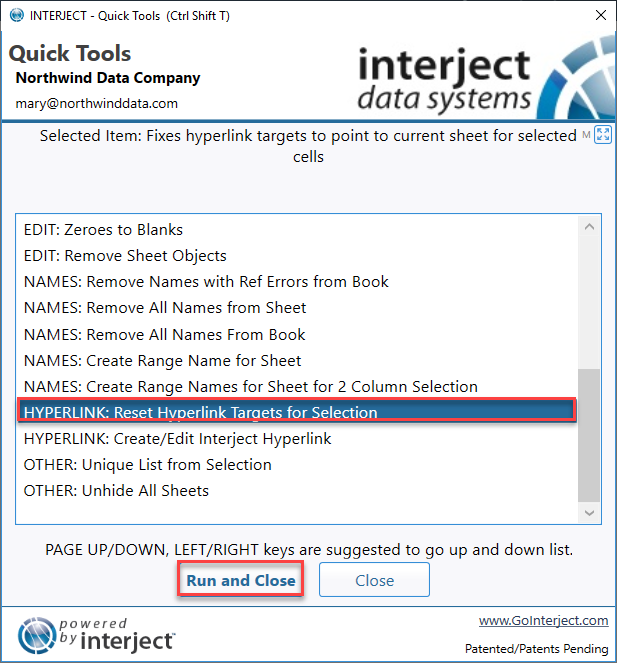 INTERJECT - Quick Tools (Ctrl Shift T)
Quick Tools
Northwind Data Company
mary@northwinddata.com
interject
data systems
Selected Item: Fixes hyperlink targets to point to current sheet for selected
cells
M
EDIT: Zeroes to Blanks
EDIT: Remove Sheet Objects
NAMES: Remove Names with Ref Errors from Book
NAMES: Remove All Names from Sheet
NAMES: Remove All Names From Book
NAMES: Create Range Name for Sheet
NAMES: Create Range Names for Sheet for 2 Column Selection
HYPERLINK: Reset Hyperlink Targets for Selection
HYPERLINK: Create/Edit Interject Hyperlink
OTHER: Unique List from Selection
OTHER: Unhide All Sheets
PAGE UP/DOWN, LEFT/RIGHT keys are suggested to go up and down list.
Run and Close
Close
powered
by interject™
www.GoInterject.com
Patented/Patents Pending